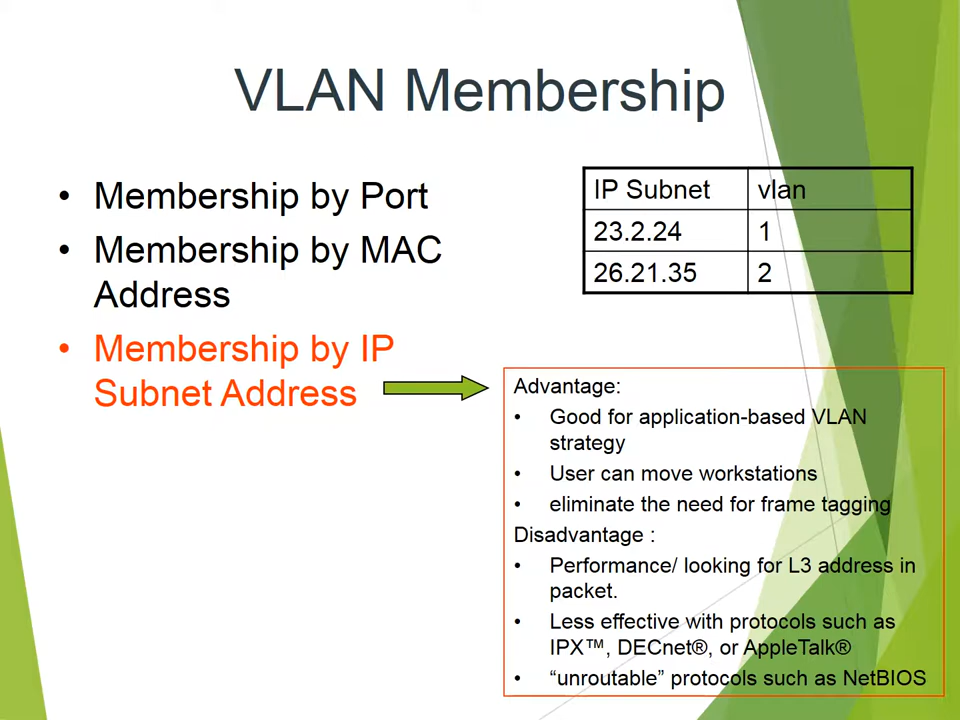 VLAN Membership
• Membership by Port
• Membership by MAC
Address
• Membership by IP
Subnet Address
IP Subnet vlan
23.2.24 1
26.21.35 2
Advantage:
• Good for application-based VLAN
strategy
• User can move workstations
• eliminate the need for frame tagging
Disadvantage :
• Performance/ looking for L3 address in
packet.
• Less effective with protocols such as
IPX™, DECnet®, or AppleTalk®
• “unroutable” protocols such as NetBIOS